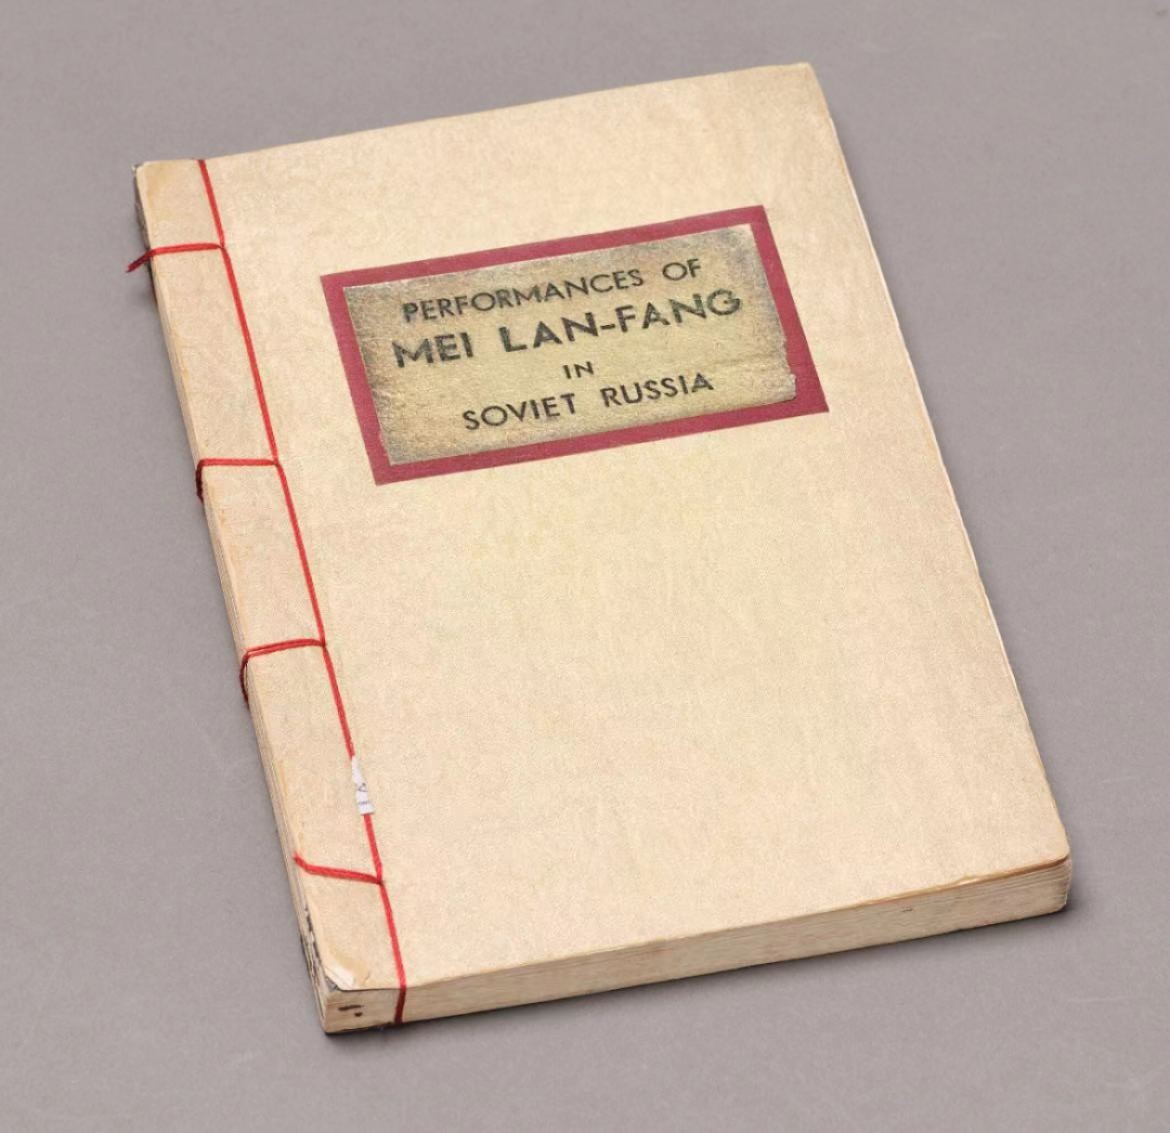 PERFORMANCES OF
MEI LAN-FANG
IN
SOVIET RUSSIA